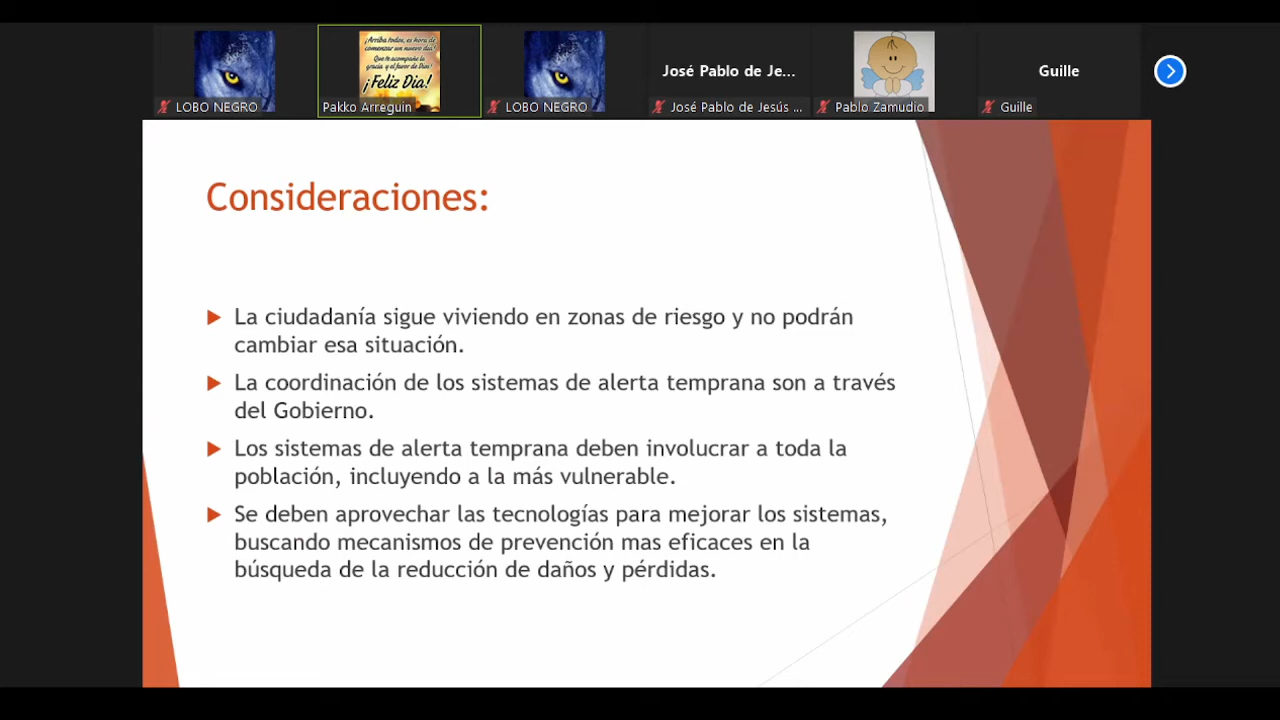 ¡Arriba todos, es hora de
comenzar un nuevo día!
Que te acompañe la
gracia y el favor de Dios!
¡Feliz Dia!
José Pablo de Je...
Guille
LOBO NEGRO
Pakko Arreguin
LOBO NEGRO
José Pablo de Jesús ...
Pablo Zamudio
Guille
Consideraciones:
La ciudadanía sigue viviendo en zonas de riesgo y no podrán
cambiar esa situación.
La coordinación de los sistemas de alerta temprana son a través
del Gobierno.
Los sistemas de alerta temprana deben involucrar a toda la
población, incluyendo a la más vulnerable.
Se deben aprovechar las tecnologías para mejorar los sistemas,
buscando mecanismos de prevención mas eficaces en la
búsqueda de la reducción de daños y pérdidas.